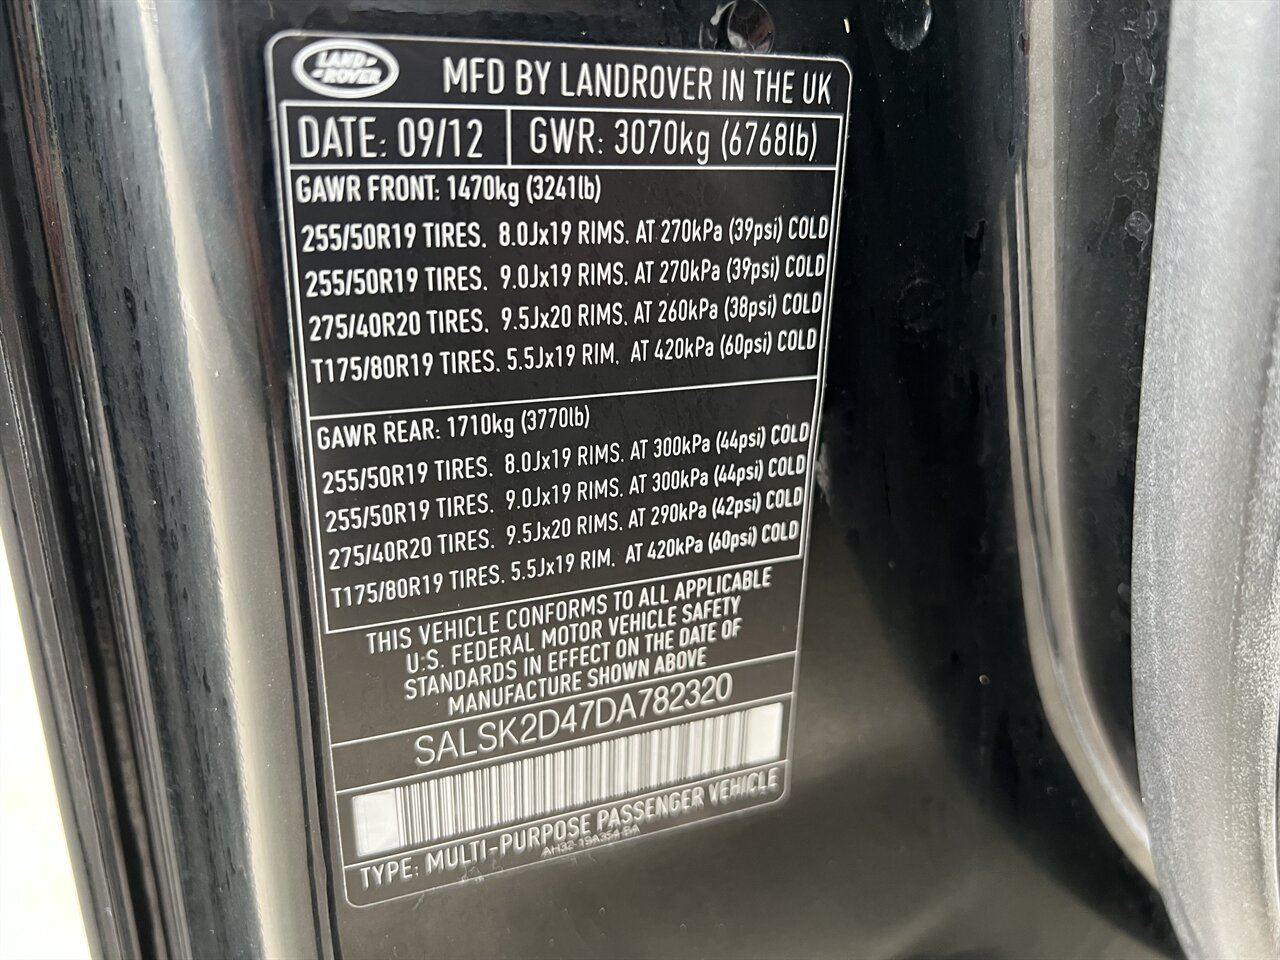 LAND ROVER
MFD BY LANDROVER IN THE UK
DATE: 09/12 GWR: 3070kg (6768lb)
GAWR FRONT: 1470kg (3241lb)
255/50R19 TIRES. 8.0Jx19 RIMS. AT 270kPa (39psi) COLD
255/50R19 TIRES. 9.0Jx19 RIMS. AT 270kPa (39psi) COLD
275/40R20 TIRES. 9.5Jx20 RIMS. AT 260kPa (38psi) COLD
T175/80R19 TIRES. 5.5Jx19 RIM. AT 420kPa (60psi) COLD
GAWR REAR: 1710kg (3770lb)
255/50R19 TIRES. 8.0Jx19 RIMS. AT 300kPa (44psi) COLD
255/50R19 TIRES. 9.0Jx19 RIMS. AT 300kPa (44psi) COLD
275/40R20 TIRES. 9.5Jx20 RIMS. AT 290kPa (42psi) COLD
T175/80R19 TIRES. 5.5Jx19 RIM. AT 420kPa (60psi) COLD
THIS VEHICLE CONFORMS TO ALL APPLICABLE
U.S. FEDERAL MOTOR VEHICLE SAFETY
STANDARDS IN EFFECT ON THE DATE OF
MANUFACTURE SHOWN ABOVE
SALSK2D47DA782320
TYPE: MULTI-PURPOSE PASSENGER VEHICLE
AH32-19A354-BA